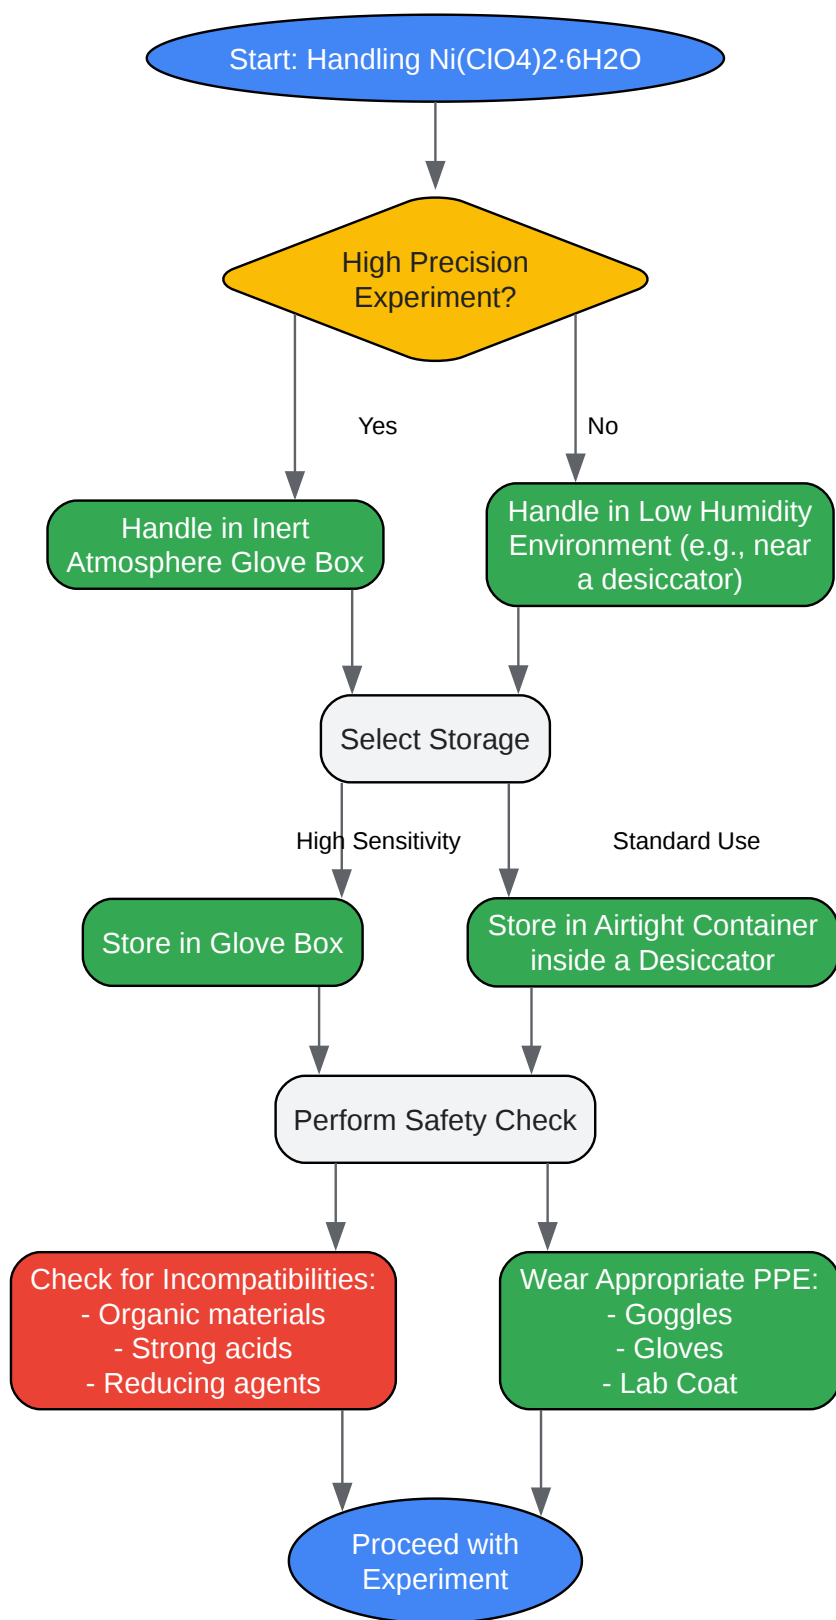 Start: Handling Ni(ClO4)2·6H2O
High Precision
Experiment?
Yes
No
Handle in Inert
Atmosphere Glove Box
Handle in Low Humidity
Environment (e.g., near
a desiccator)
Select Storage
High Sensitivity
Standard Use
Store in Glove Box
Store in Airtight Container
inside a Desiccator
Perform Safety Check
Check for Incompatibilities:
- Organic materials
- Strong acids
- Reducing agents
Wear Appropriate PPE:
- Goggles
- Gloves
- Lab Coat
Proceed with
Experiment